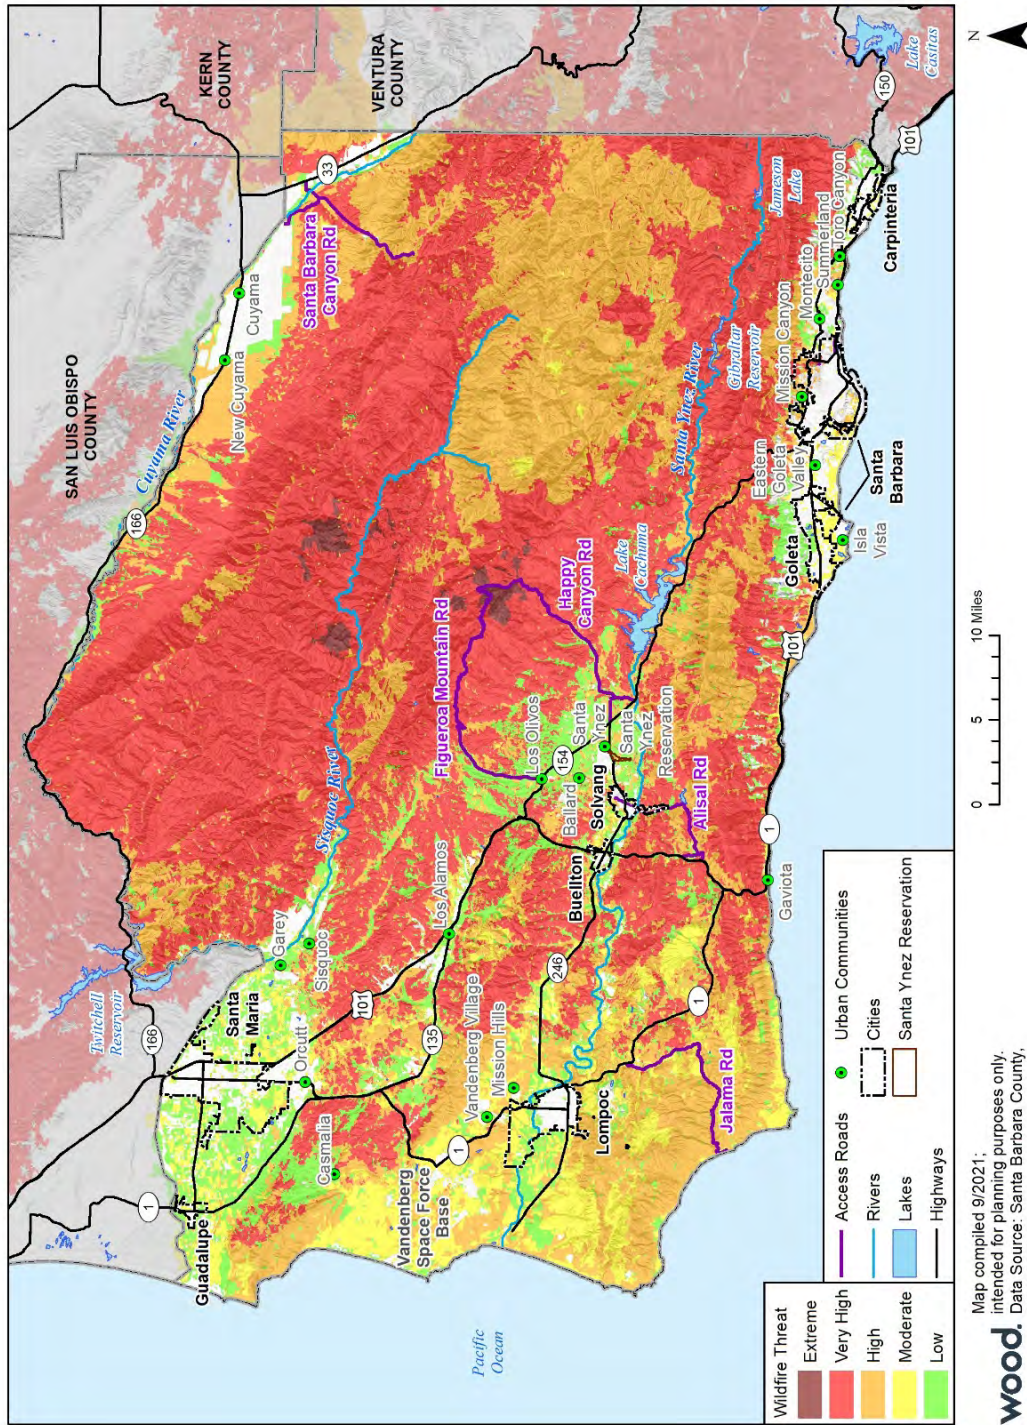 SAN LUIS OBISPO
COUNTY
KERN
COUNTY
VENTURA
COUNTY
Twitchell
Reservoir
166
166
Cuyama River
New Cuyama
Cuyama
33
Santa Barbara
Canyon Rd
1
Guadalupe
Santa
Maria
Orcutt
Garey
Sisquoc
Sisquoc River
101
Casmalia
135
Los Alamos
Figueroa Mountain Rd
Happy
Canyon Rd
Vandenberg
Space Force
Base
1
Vandenberg Village
Mission Hills
246
Lompoc
Buellton
Solvang
Ballard
Los Olivos
154
Santa
Ynez
Santa
Ynez
Reservation
Lake
Cachuma
Santa Ynez River
Gibraltar
Reservoir
Jameson
Lake
Alisal Rd
Jalama Rd
1
1
Gaviota
101
Goleta
Isla
Vista
Eastern
Goleta
Valley
Santa
Barbara
Mission Canyon
Montecito
Summerland
Toro Canyon
Carpinteria
101
150
Lake
Casitas
Pacific
Ocean
Wildfire Threat
Extreme
Very High
High
Moderate
Low
Access Roads
Rivers
Lakes
Highways
Urban Communities
Cities
Santa Ynez Reservation
0 5 10 Miles
N
wood.
Map compiled 9/2021;
intended for planning purposes only.
Data Source: Santa Barbara County,